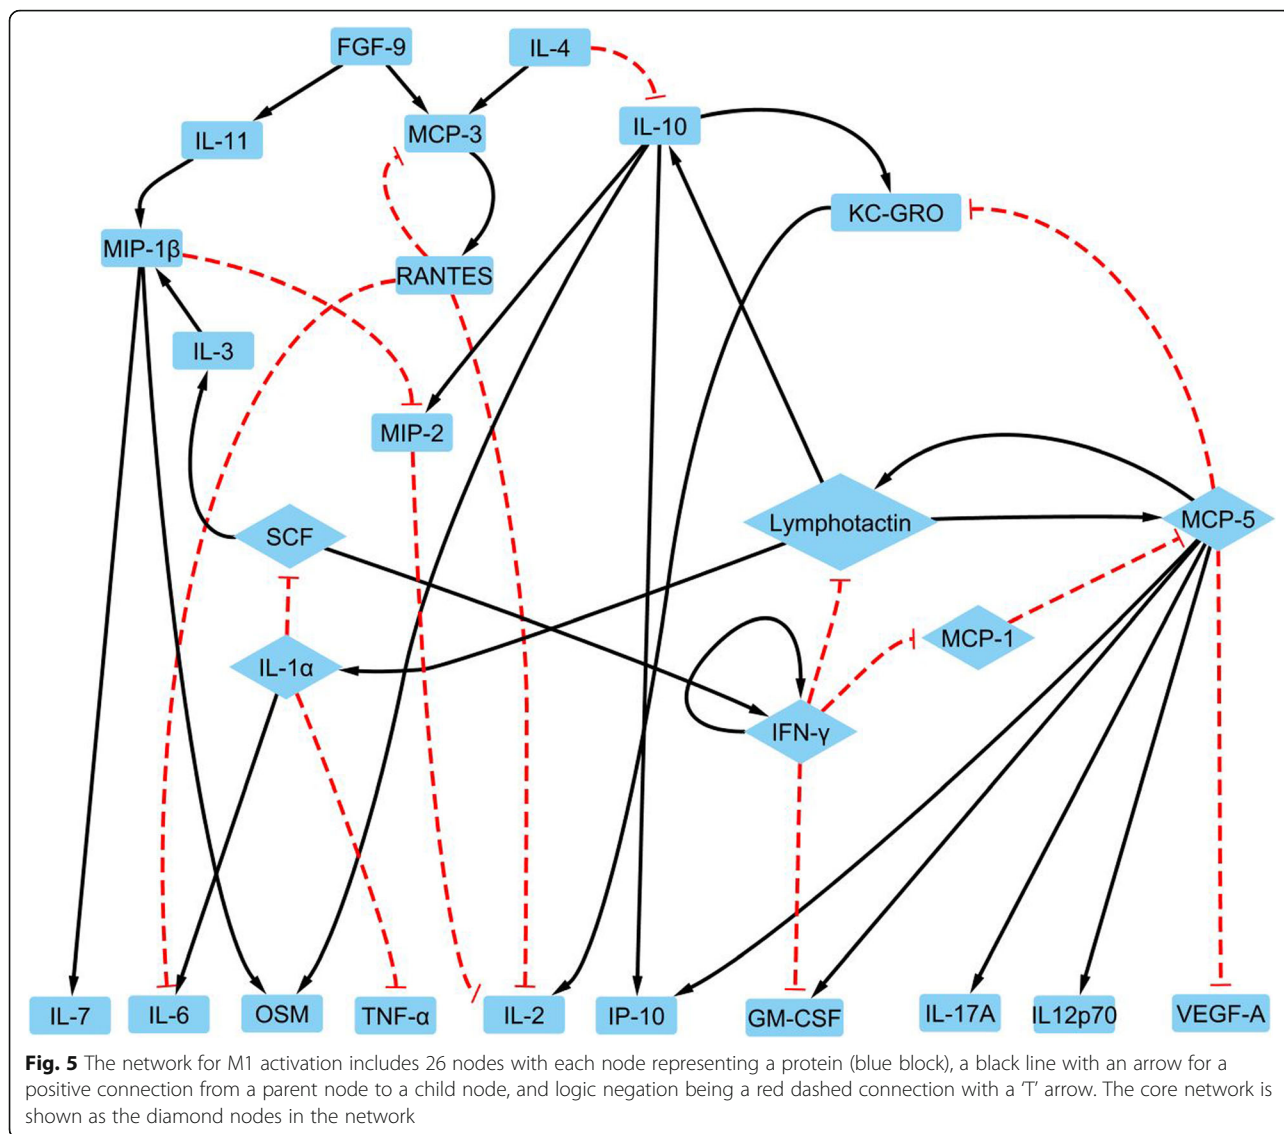 FGF-9
IL-4
IL-11
MCP-3
IL-10
KC-GRO
MIP-1β
RANTES
IL-3
MIP-2
SCF
Lymphotactin
MCP-5
IL-1α
MCP-1
IFN-γ
IL-7
IL-6
OSM
TNF-α
IL-2
IP-10
GM-CSF
IL-17A
IL12p70
VEGF-A
Fig. 5 The network for M1 activation includes 26 nodes with each node representing a protein (blue block), a black line with an arrow for a
positive connection from a parent node to a child node, and logic negation being a red dashed connection with a ‘T’ arrow. The core network is
shown as the diamond nodes in the network